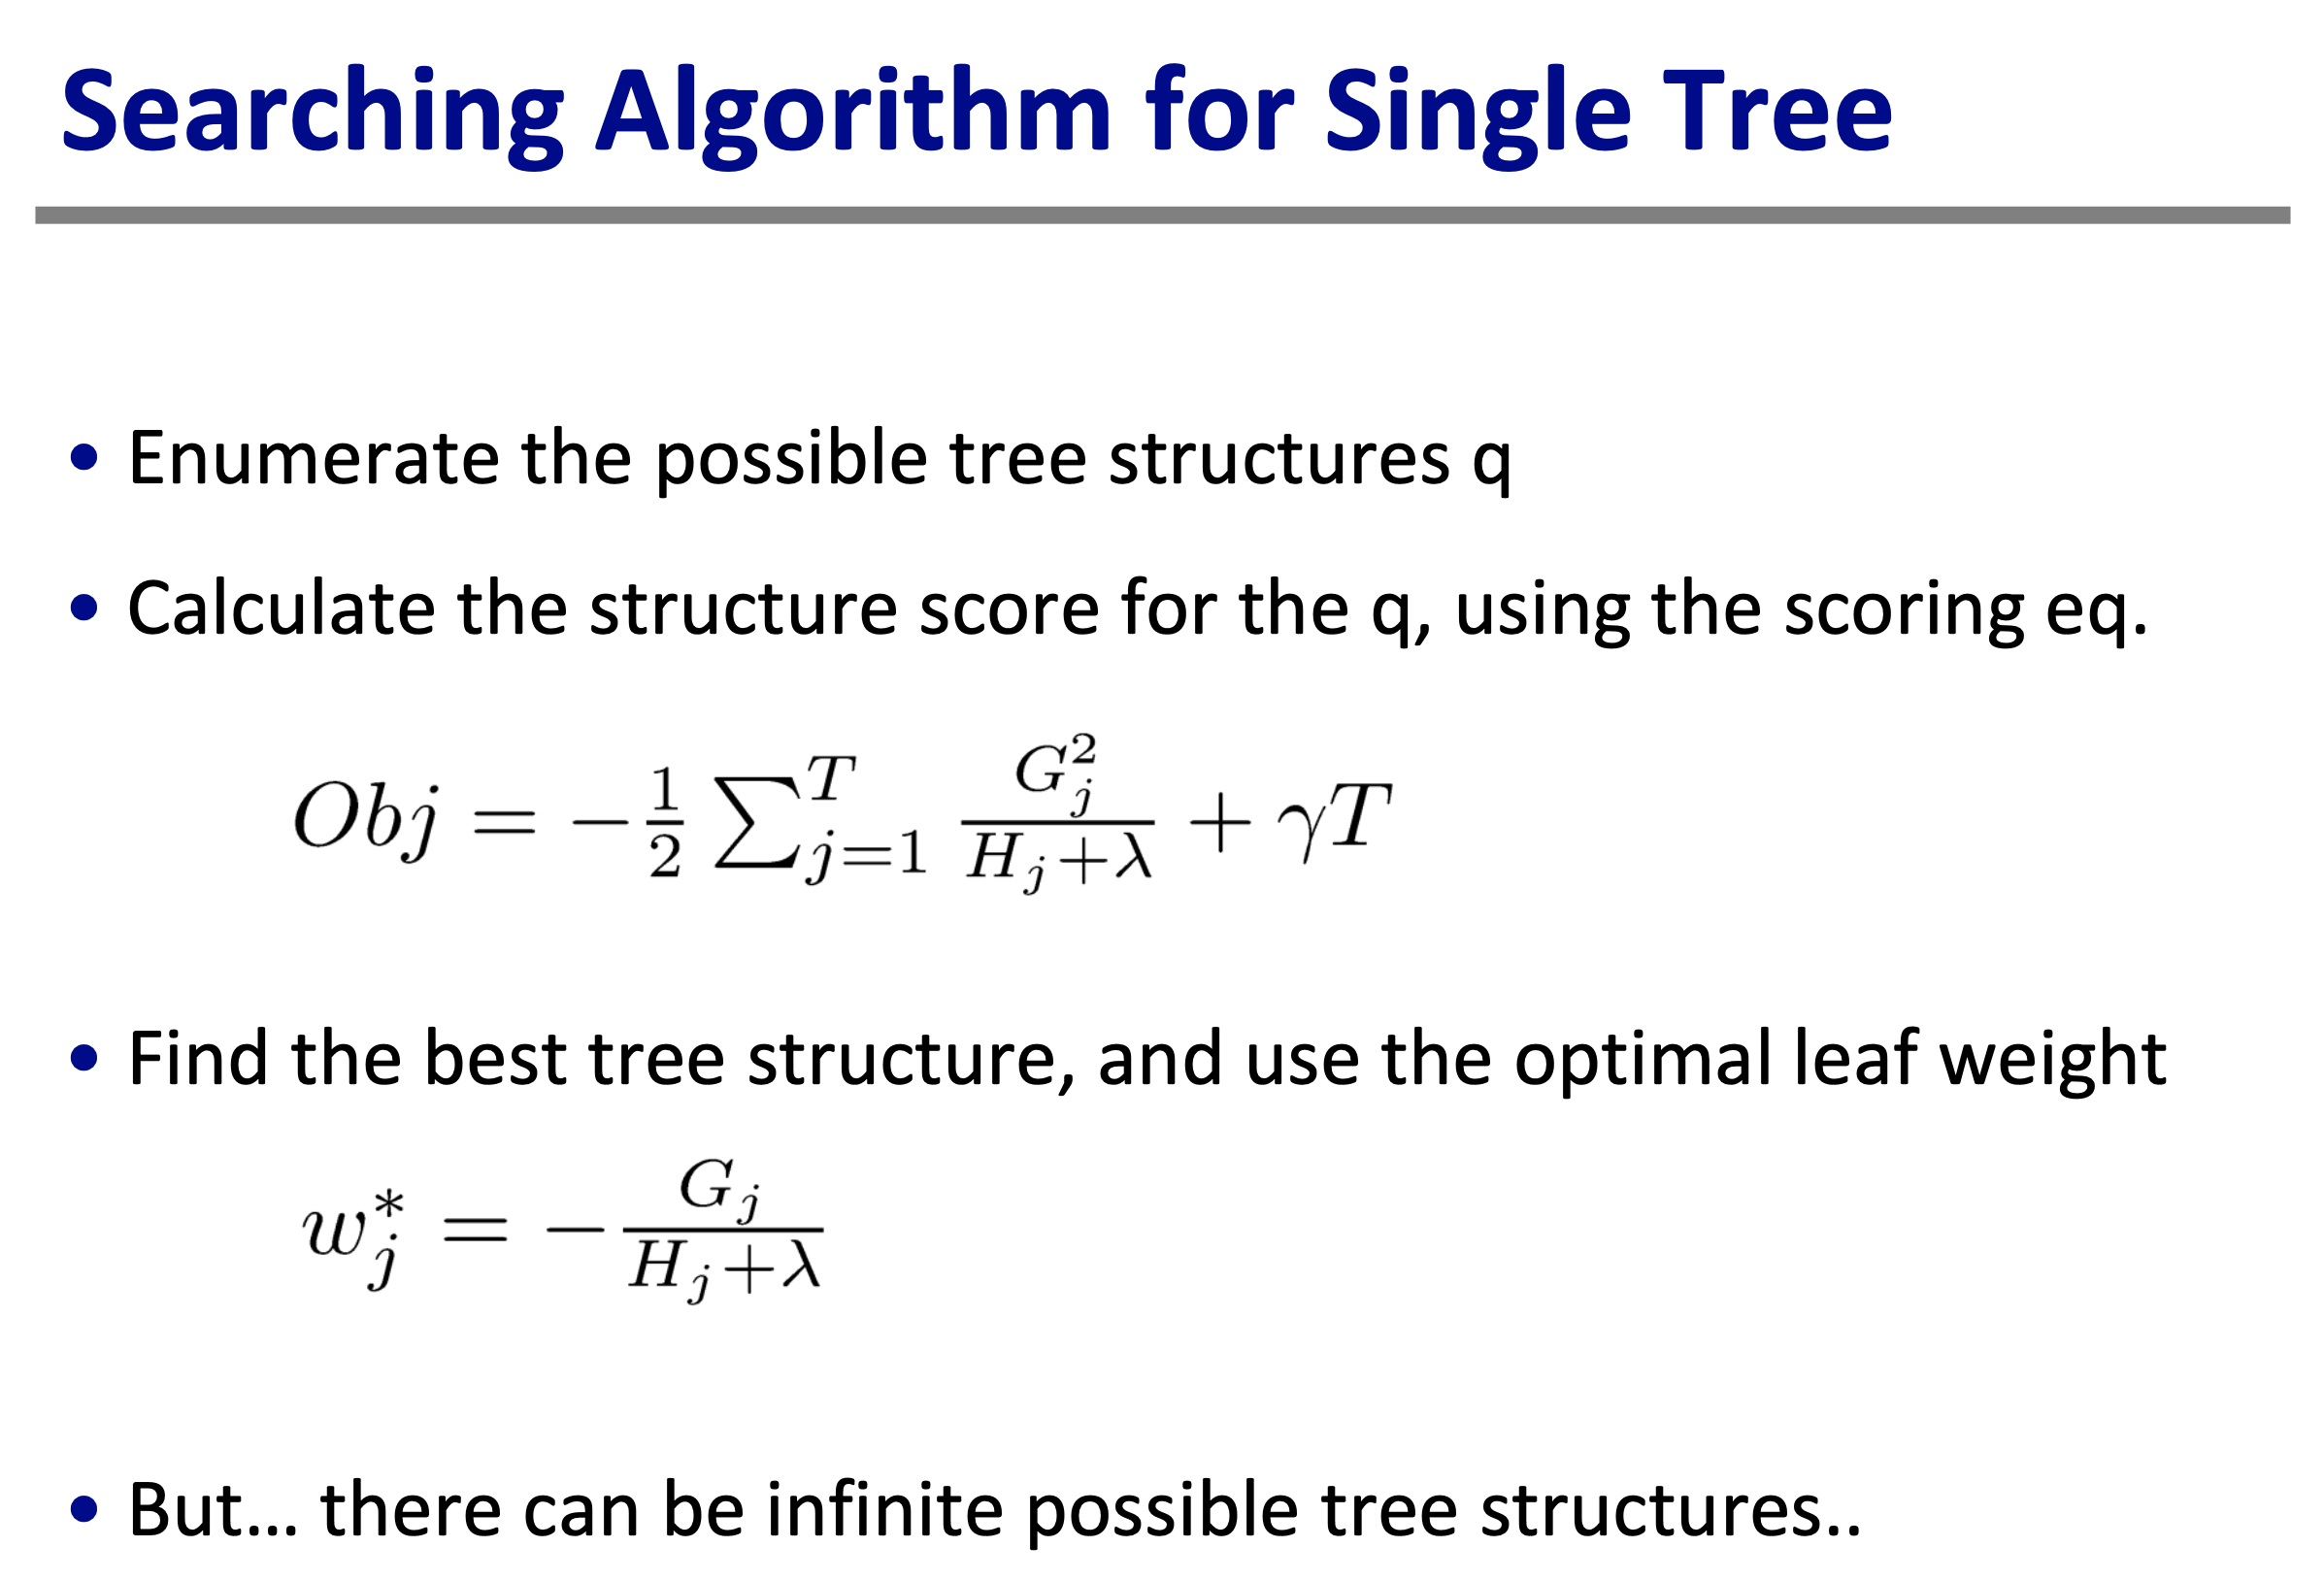 Searching Algorithm for Single Tree
• Enumerate the possible tree structures q
• Calculate the structure score for the q, using the scoring eq.
$Obj = -\frac{1}{2} \sum_{j=1}^{T} \frac{G_j^2}{H_j+\lambda} + \gamma T$
• Find the best tree structure, and use the optimal leaf weight
$w_j^* = -\frac{G_j}{H_j+\lambda}$
• But... there can be infinite possible tree structures..